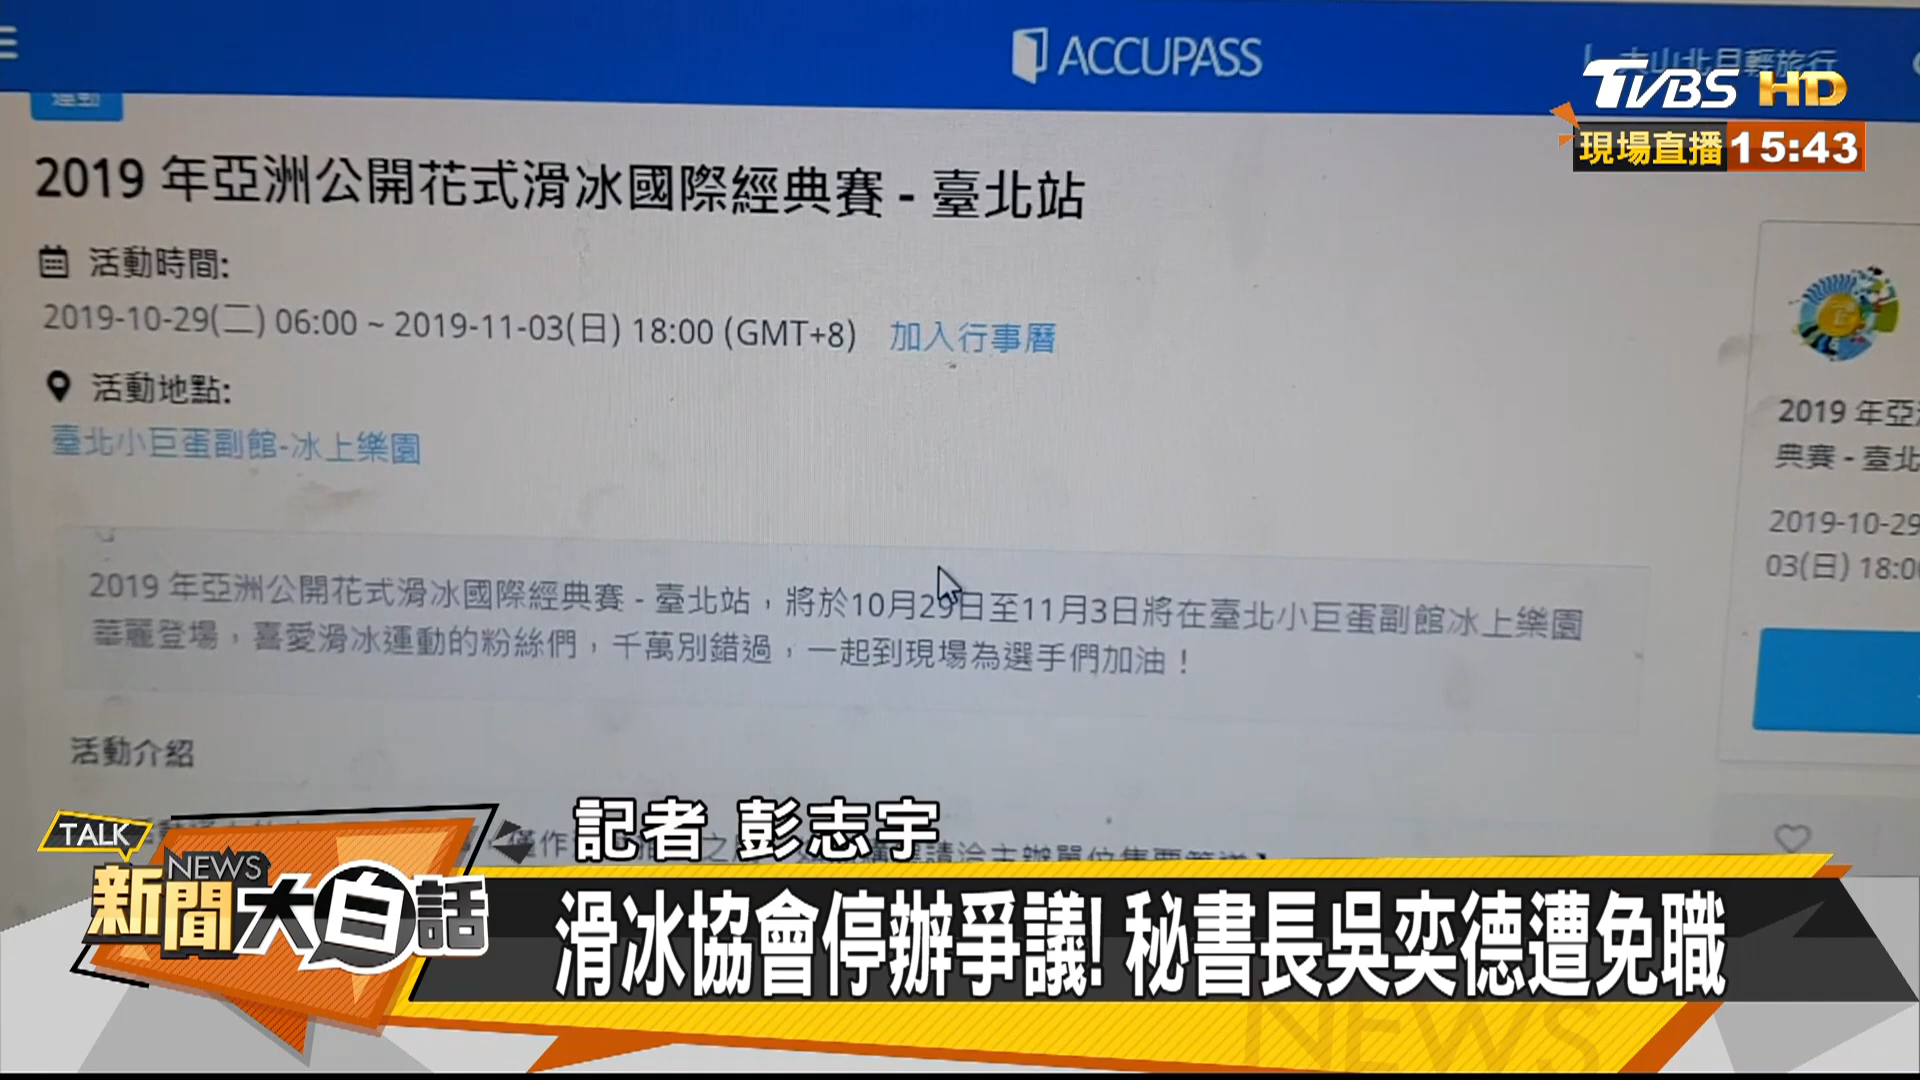 ACCUPASS
TVBS HD
現場直播 15:43
運動
2019 年亞洲公開花式滑冰國際經典賽 - 臺北站
活動時間:
2019-10-29(二) 06:00 ~ 2019-11-03(日) 18:00 (GMT+8) 加入行事曆
活動地點:
臺北小巨蛋副館-冰上樂園
2019 年亞
典賽 - 臺北
2019-10-29
03(日) 18:0
2019 年亞洲公開花式滑冰國際經典賽 - 臺北站，將於10月29日至11月3日將在臺北小巨蛋副館冰上樂園
華麗登場，喜愛滑冰運動的粉絲們，千萬別錯過，一起到現場為選手們加油！
活動介紹
記者 彭志宇
TALK
NEWS
新聞大白話
滑冰協會停辦爭議! 秘書長吳奕德遭免職
NEWS